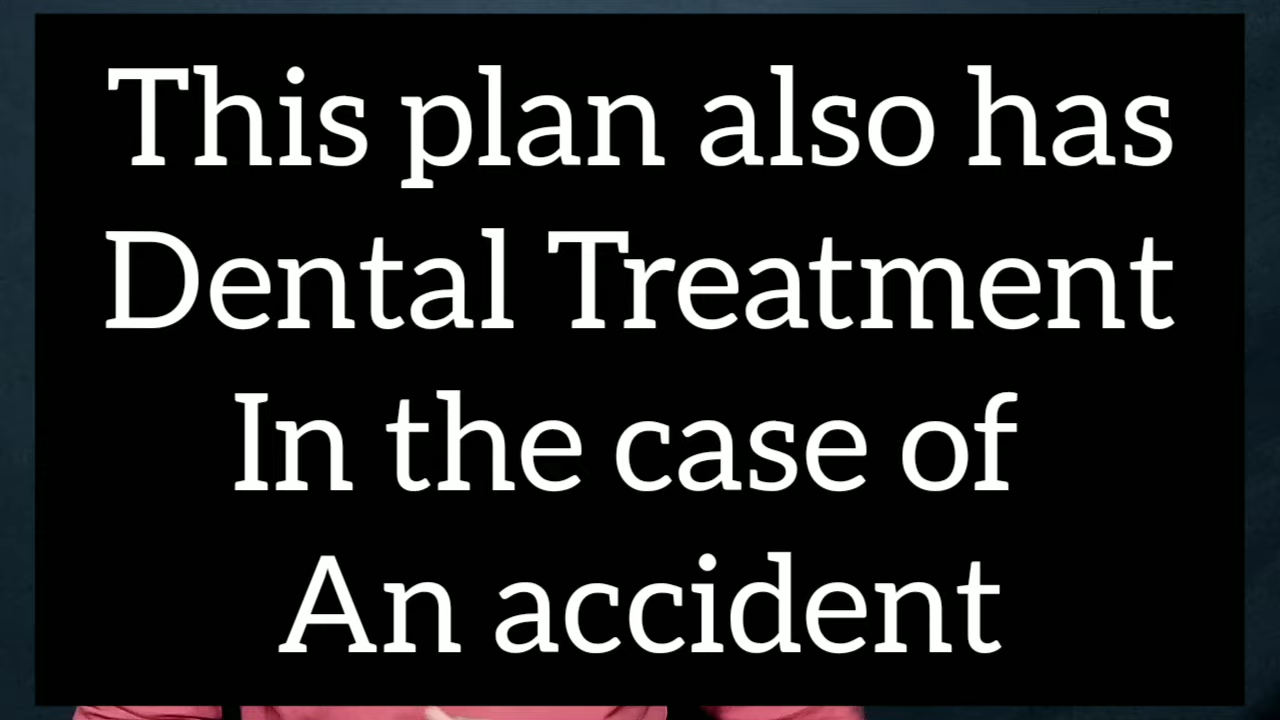 This plan also has
Dental Treatment
In the case of
An accident